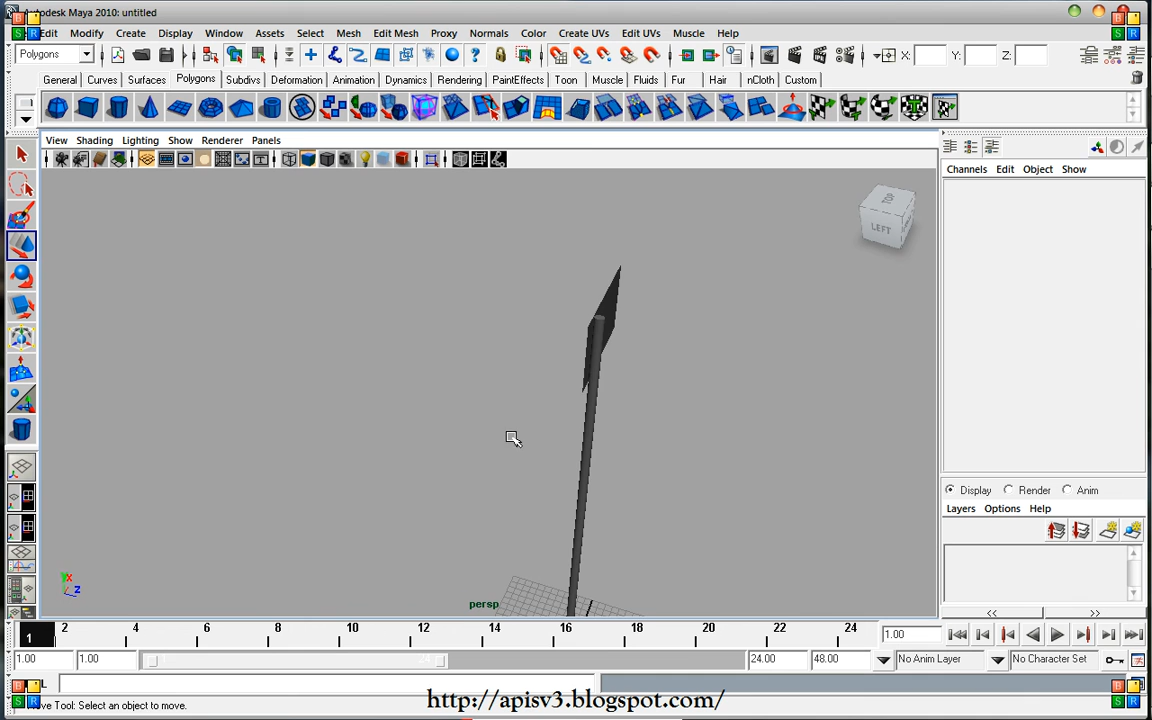 Autodesk Maya 2010: untitled
Edit Modify Create Display Window Assets Select Mesh Edit Mesh Proxy Normals Color Create UVs Edit UVs Muscle Help
Polygons X: Y: Z:
General Curves Surfaces Polygons Subdivs Deformation Animation Dynamics Rendering PaintEffects Toon Muscle Fluids Fur Hair nCloth Custom
View Shading Lighting Show Renderer Panels
Channels Edit Object Show
TOP
LEFT
Display Render Anim
Layers Options Help
Y X
Z
persp
<< >>
1 2 4 6 8 10 12 14 16 18 20 22 24 1.00
1.00 1.00 24 24.00 48.00 No Anim Layer No Character Set
L
http://apisv3.blogspot.com/
Move Tool: Select an object to move.